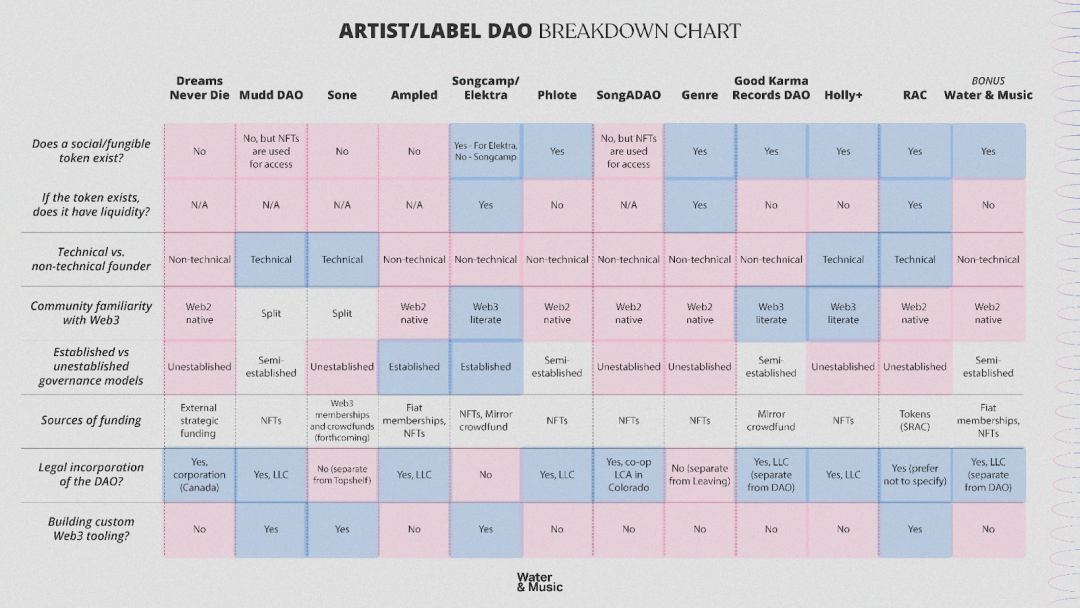 ARTIST/LABEL DAO BREAKDOWN CHART
Dreams
Never Die
Mudd DAO
Sone
Ampled
Songcamp/
Elektra
Phlote
SongADAO
Genre
Good Karma
Records DAO
Holly+
RAC
BONUS
Water & Music
Does a social/fungible
token exist?
No
No, but NFTs
are used
for access
No
No
Yes - For Elektra,
No - Songcamp
Yes
No, but NFTs
are used
for access
Yes
Yes
Yes
Yes
Yes
If the token exists,
does it have liquidity?
N/A
N/A
N/A
N/A
Yes
No
N/A
Yes
No
No
Yes
No
Technical vs.
non-technical founder
Non-technical
Technical
Technical
Non-technical
Non-technical
Non-technical
Non-technical
Non-technical
Non-technical
Technical
Technical
Non-technical
Community familiarity
with Web3
Web2
native
Split
Split
Web2
native
Web3
literate
Web2
native
Web2
native
Web2
native
Web3
literate
Web3
literate
Web2
native
Web2
native
Established vs
unestablished
governance models
Unestablished
Semi-
established
Unestablished
Established
Established
Semi-
established
Unestablished
Unestablished
Semi-
established
Unestablished
Unestablished
Semi-
established
Sources of funding
External
strategic
funding
NFTs
Web3
memberships
and crowdfunds
(forthcoming)
Fiat
memberships,
NFTs
NFTs, Mirror
crowdfund
NFTs
NFTs
NFTs
Mirror
crowdfund
NFTs
Tokens
($RAC)
Fiat
memberships,
NFTs
Legal incorporation
of the DAO?
Yes,
corporation
(Canada)
Yes, LLC
No (separate
from Topshelf)
Yes, LLC
No
Yes, LLC
Yes, co-op
LCA in
Colorado
No (separate
from Leaving)
Yes, LLC
(separate
from DAO)
Yes, LLC
Yes (prefer
not to specify)
Yes, LLC
(separate
from DAO)
Building custom
Web3 tooling?
No
Yes
Yes
No
Yes
No
No
No
No
No
Yes
No
Water
& Music